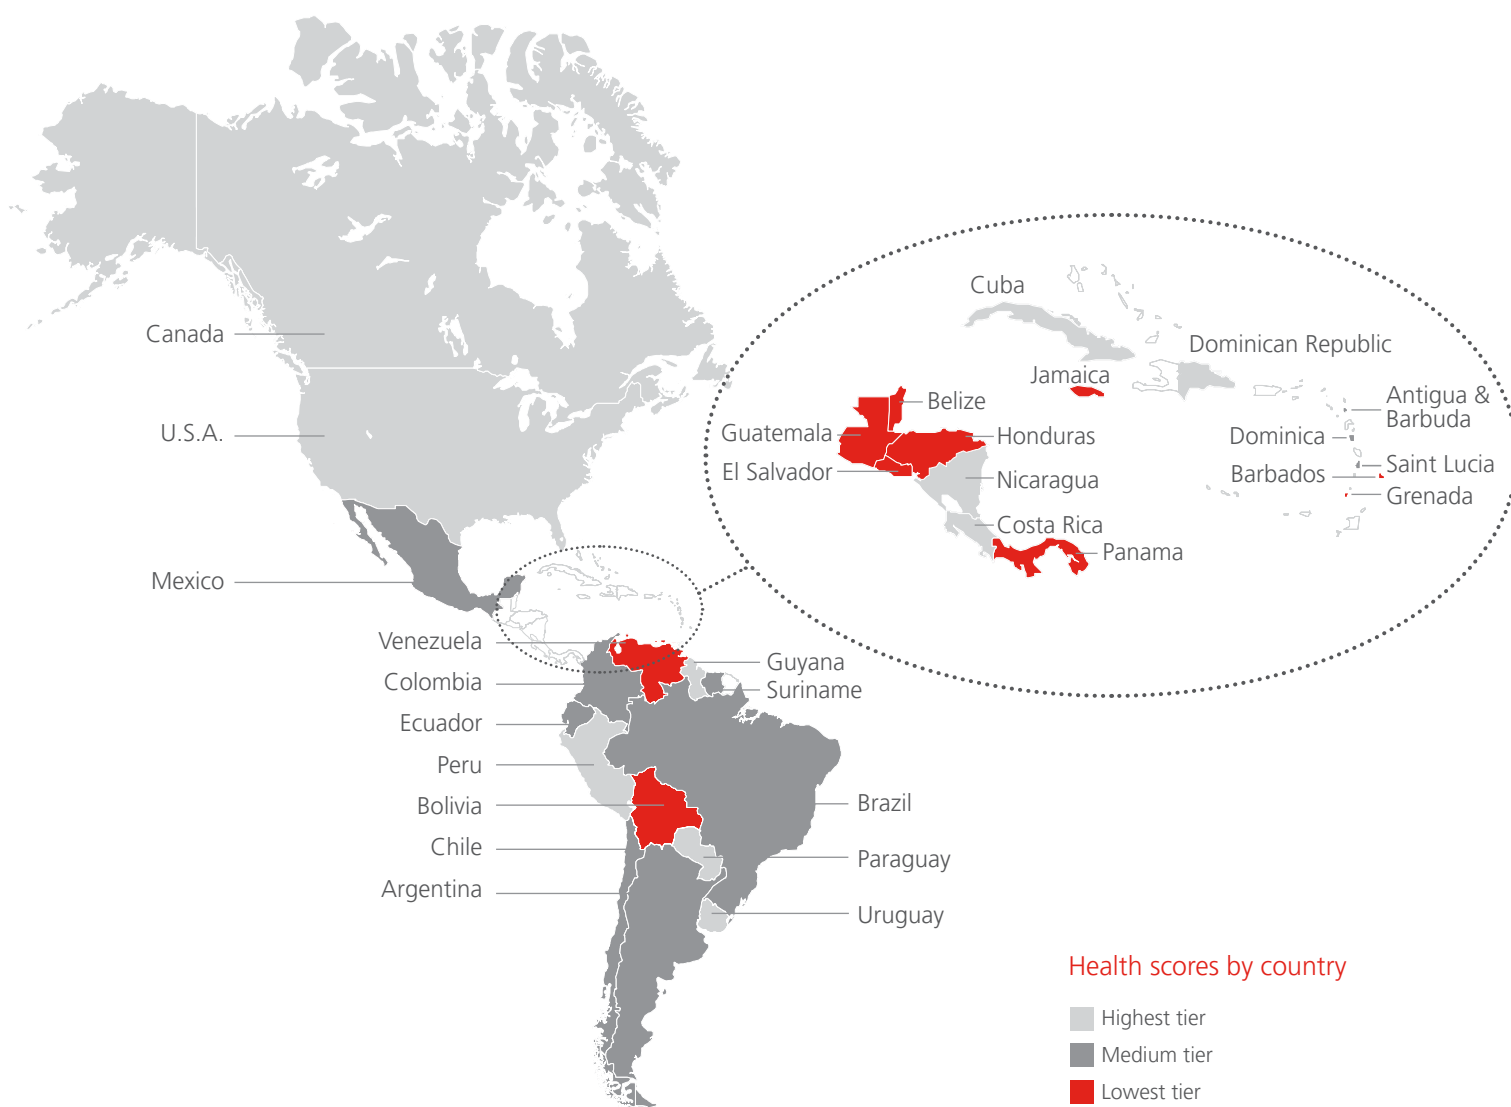 Canada
U.S.A.
Mexico
Venezuela
Colombia
Ecuador
Peru
Bolivia
Chile
Argentina
Guyana
Suriname
Brazil
Paraguay
Uruguay
Cuba
Dominican Republic
Jamaica
Belize
Guatemala
Honduras
El Salvador
Nicaragua
Costa Rica
Panama
Antigua &
Barbuda
Dominica
Saint Lucia
Barbados
Grenada
Health scores by country
Highest tier
Medium tier
Lowest tier